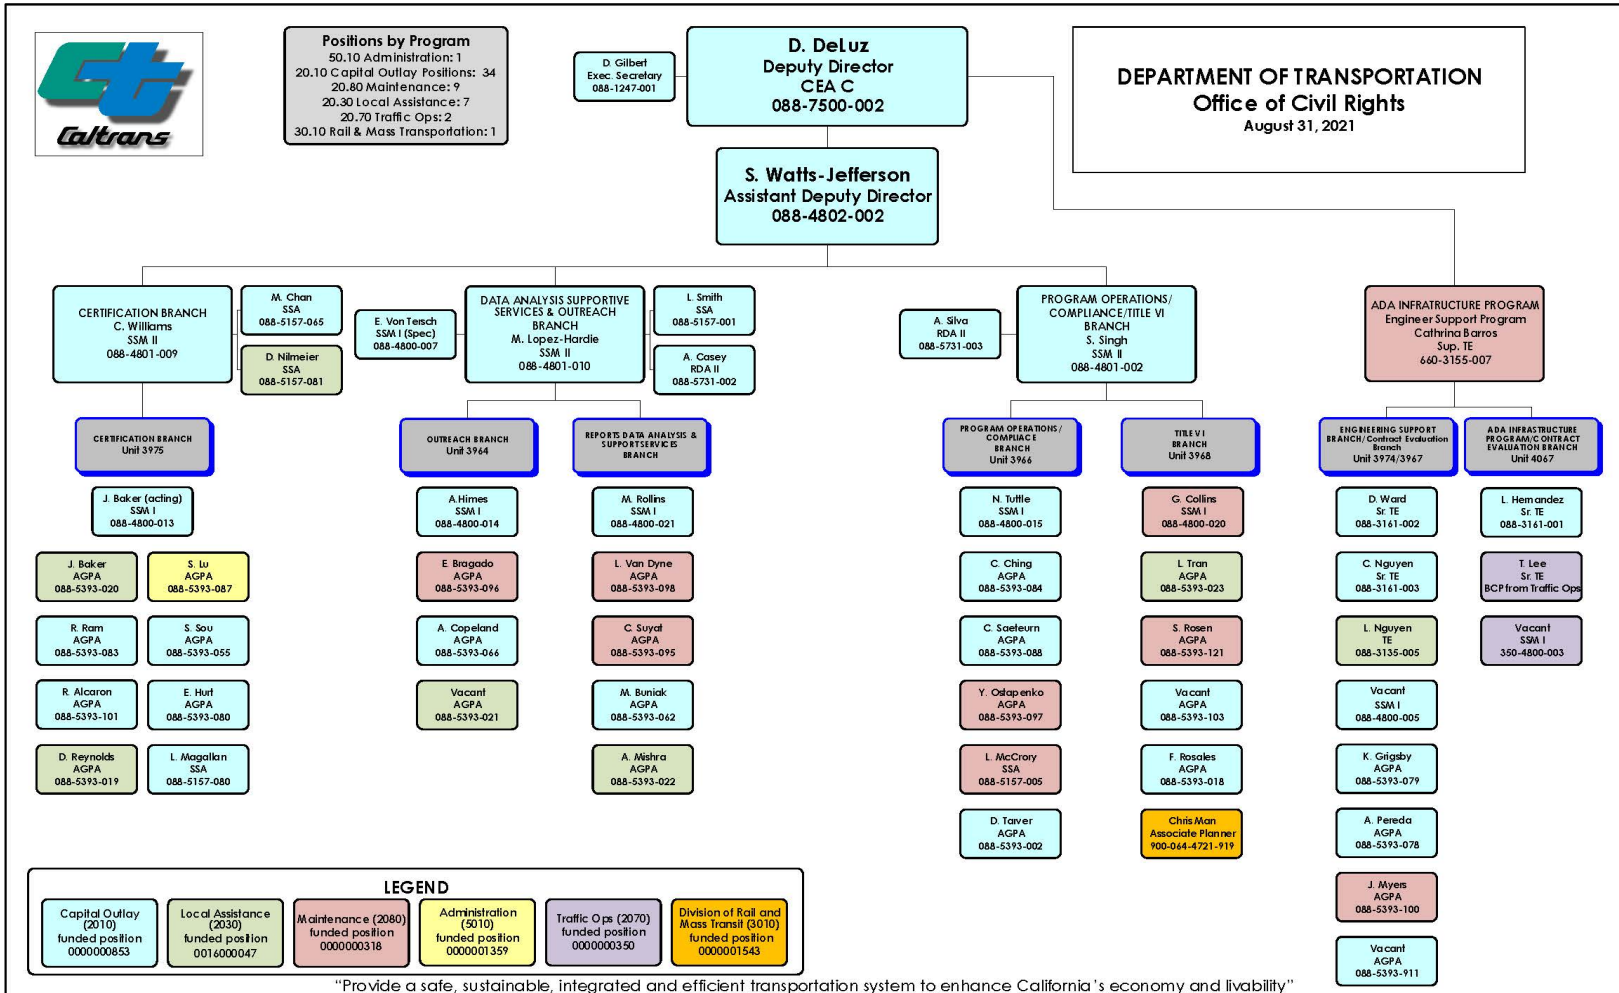 Caltrans
Positions by Program
50.10 Administration: 1
20.10 Capital Outlay Positions: 34
20.80 Maintenance: 9
20.30 Local Assistance: 7
20.70 Traffic Ops: 2
30.10 Rail & Mass Transportation: 1
D. Gilbert
Exec. Secretary
088-1247-001
D. DeLuz
Deputy Director
CEA C
088-7500-002
DEPARTMENT OF TRANSPORTATION
Office of Civil Rights
August 31, 2021
S. Watts-Jefferson
Assistant Deputy Director
088-4802-002
CERTIFICATION BRANCH
C. Williams
SSM II
088-4801-009
M. Chan
SSA
088-5157-065
D. Nilmeier
SSA
088-5157-081
E. Von Tersch
SSM I (Spec)
088-4800-007
DATA ANALYSIS SUPPORTIVE
SERVICES & OUTREACH
BRANCH
M. Lopez-Hardie
SSM II
088-4801-010
L. Smith
SSA
088-5157-001
A. Casey
RDA II
088-5731-002
A. Silva
RDA II
088-5731-003
PROGRAM OPERATIONS/
COMPLIANCE/TITLE VI
BRANCH
S. Singh
SSM II
088-4801-002
ADA INFRATRUCTURE PROGRAM
Engineer Support Program
Cathrina Barros
Sup. TE
660-3155-007
CERTIFICATION BRANCH
Unit 3975
J. Baker (acting)
SSM I
088-4800-013
J. Baker
AGPA
088-5393-020
S. Lu
AGPA
088-5393-087
R. Ram
AGPA
088-5393-083
S. Sou
AGPA
088-5393-055
R. Alcaron
AGPA
088-5393-101
E. Hurt
AGPA
088-5393-080
D. Reynolds
AGPA
088-5393-019
L. Magallan
SSA
088-5157-080
OUTREACH BRANCH
Unit 3964
A.Himes
SSM I
088-4800-014
E. Bragado
AGPA
088-5393-096
A. Copeland
AGPA
088-5393-066
Vacant
AGPA
088-5393-021
REPORTS DATA ANALYSIS &
SUPPORT SERVICES
BRANCH
M. Rollins
SSM I
088-4800-021
L. Van Dyne
AGPA
088-5393-098
C. Suyat
AGPA
088-5393-095
M. Buniak
AGPA
088-5393-062
A. Mishra
AGPA
088-5393-022
PROGRAM OPERATIONS/
COMPLIACE BRANCH
Unit 3966
N. Tuttle
SSM I
088-4800-015
C. Ching
AGPA
088-5393-084
C. Saeteurn
AGPA
088-5393-088
Y. Ostapenko
AGPA
088-5393-097
L. McCrory
SSA
088-5157-005
D. Tarver
AGPA
088-5393-002
TITLE VI
BRANCH
Unit 3968
G. Collins
SSM I
088-4800-020
L. Tran
AGPA
088-5393-023
S. Rosen
AGPA
088-5393-121
Vacant
AGPA
088-5393-103
F. Rosales
AGPA
088-5393-018
Chris Man
Associate Planner
900-064-4721-919
ENGINEERING SUPPORT
BRANCH/Contract Evaluation
Branch
Unit 3974/3967
D. Ward
Sr. TE
088-3161-002
C. Nguyen
Sr. TE
088-3161-003
L. Nguyen
TE
088-3135-005
Vacant
SSM I
088-4800-005
K. Grigsby
AGPA
088-5393-079
A. Pereda
AGPA
088-5393-078
J. Myers
AGPA
088-5393-100
Vacant
AGPA
088-5393-911
ADA INFRASTRUCTURE
PROGRAM/CONTRACT
EVALUATION BRANCH
Unit 4067
L. Hernandez
Sr. TE
088-3161-001
T. Lee
Sr. TE
BCP from Traffic Ops
Vacant
SSM I
350-4800-003
LEGEND
Capital Outlay
(2010)
funded position
0000000853
Local Assistance
(2030)
funded position
0016000047
Maintenance (2080)
funded position
0000000318
Administration
(5010)
funded position
0000001359
Traffic Ops (2070)
funded position
0000000350
Division of Rail and
Mass Transit (3010)
funded position
0000001543
"Provide a safe, sustainable, integrated and efficient transportation system to enhance California's economy and livability"